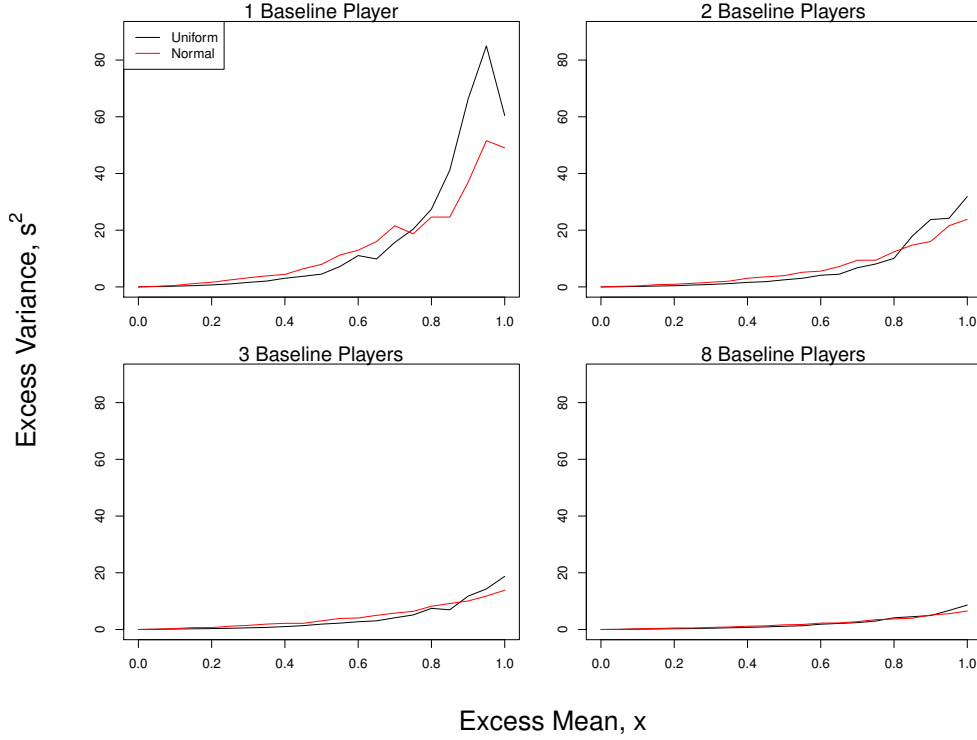 1 Baseline Player
2 Baseline Players
Uniform
Normal
0 20 40 60 80
0.0 0.2 0.4 0.6 0.8 1.0
0 20 40 60 80
0.0 0.2 0.4 0.6 0.8 1.0
3 Baseline Players
8 Baseline Players
0 20 40 60 80
0.0 0.2 0.4 0.6 0.8 1.0
0 20 40 60 80
0.0 0.2 0.4 0.6 0.8 1.0
Excess Variance, s²
Excess Mean, x